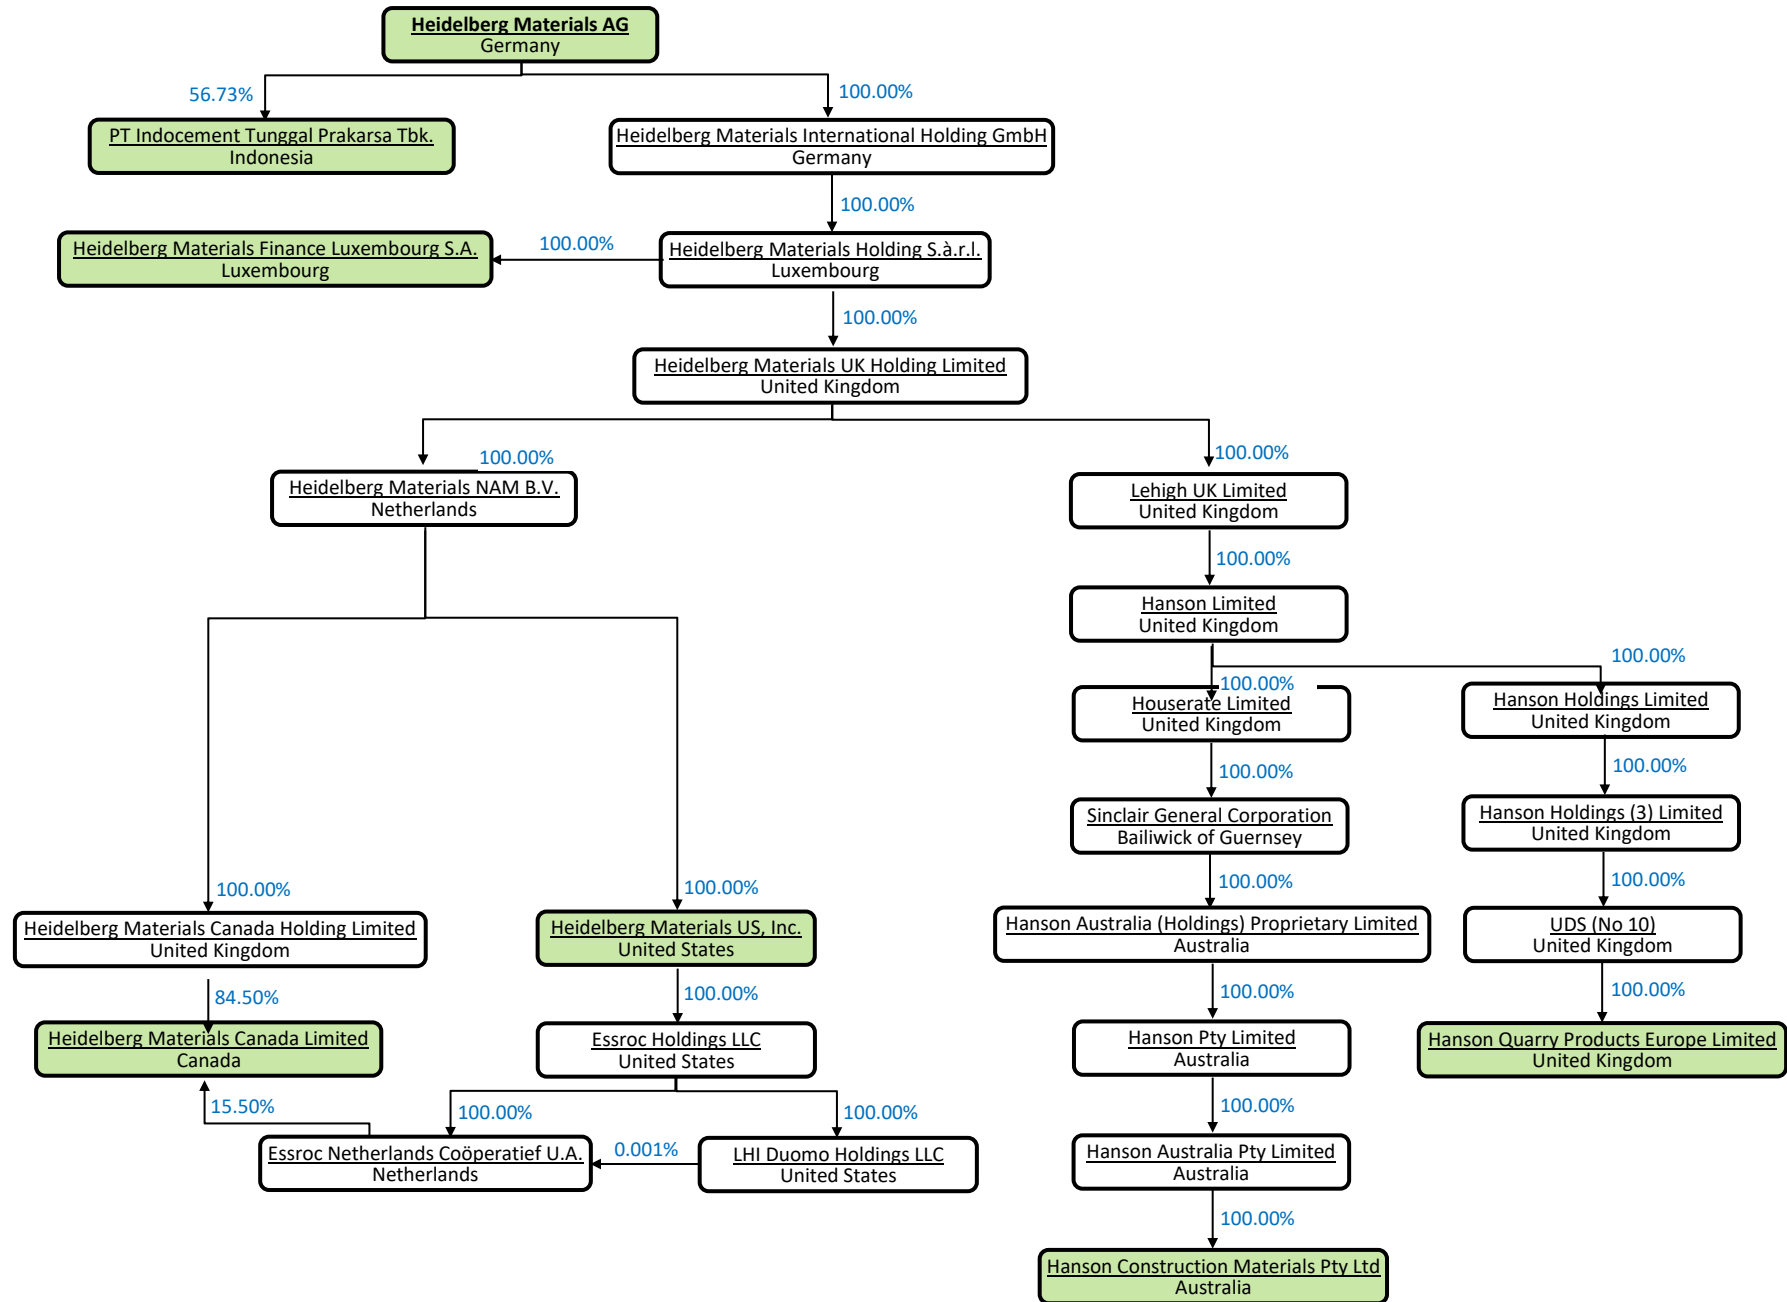 Heidelberg Materials AG
Germany
56.73%
100.00%
PT Indocement Tunggal Prakarsa Tbk.
Indonesia
Heidelberg Materials International Holding GmbH
Germany
100.00%
Heidelberg Materials Finance Luxembourg S.A.
Luxembourg
100.00%
Heidelberg Materials Holding S.à.r.l.
Luxembourg
100.00%
Heidelberg Materials UK Holding Limited
United Kingdom
100.00%
100.00%
Heidelberg Materials NAM B.V.
Netherlands
Lehigh UK Limited
United Kingdom
100.00%
Hanson Limited
United Kingdom
100.00%
100.00%
Houserate Limited
United Kingdom
Hanson Holdings Limited
United Kingdom
100.00%
100.00%
Sinclair General Corporation
Bailiwick of Guernsey
Hanson Holdings (3) Limited
United Kingdom
100.00%
100.00%
100.00%
100.00%
Heidelberg Materials Canada Holding Limited
United Kingdom
Heidelberg Materials US, Inc.
United States
Hanson Australia (Holdings) Proprietary Limited
Australia
UDS (No 10)
United Kingdom
84.50%
100.00%
100.00%
100.00%
Heidelberg Materials Canada Limited
Canada
Essroc Holdings LLC
United States
Hanson Pty Limited
Australia
Hanson Quarry Products Europe Limited
United Kingdom
15.50%
100.00%
100.00%
100.00%
Essroc Netherlands Coöperatief U.A.
Netherlands
0.001%
LHI Duomo Holdings LLC
United States
Hanson Australia Pty Limited
Australia
100.00%
Hanson Construction Materials Pty Ltd
Australia